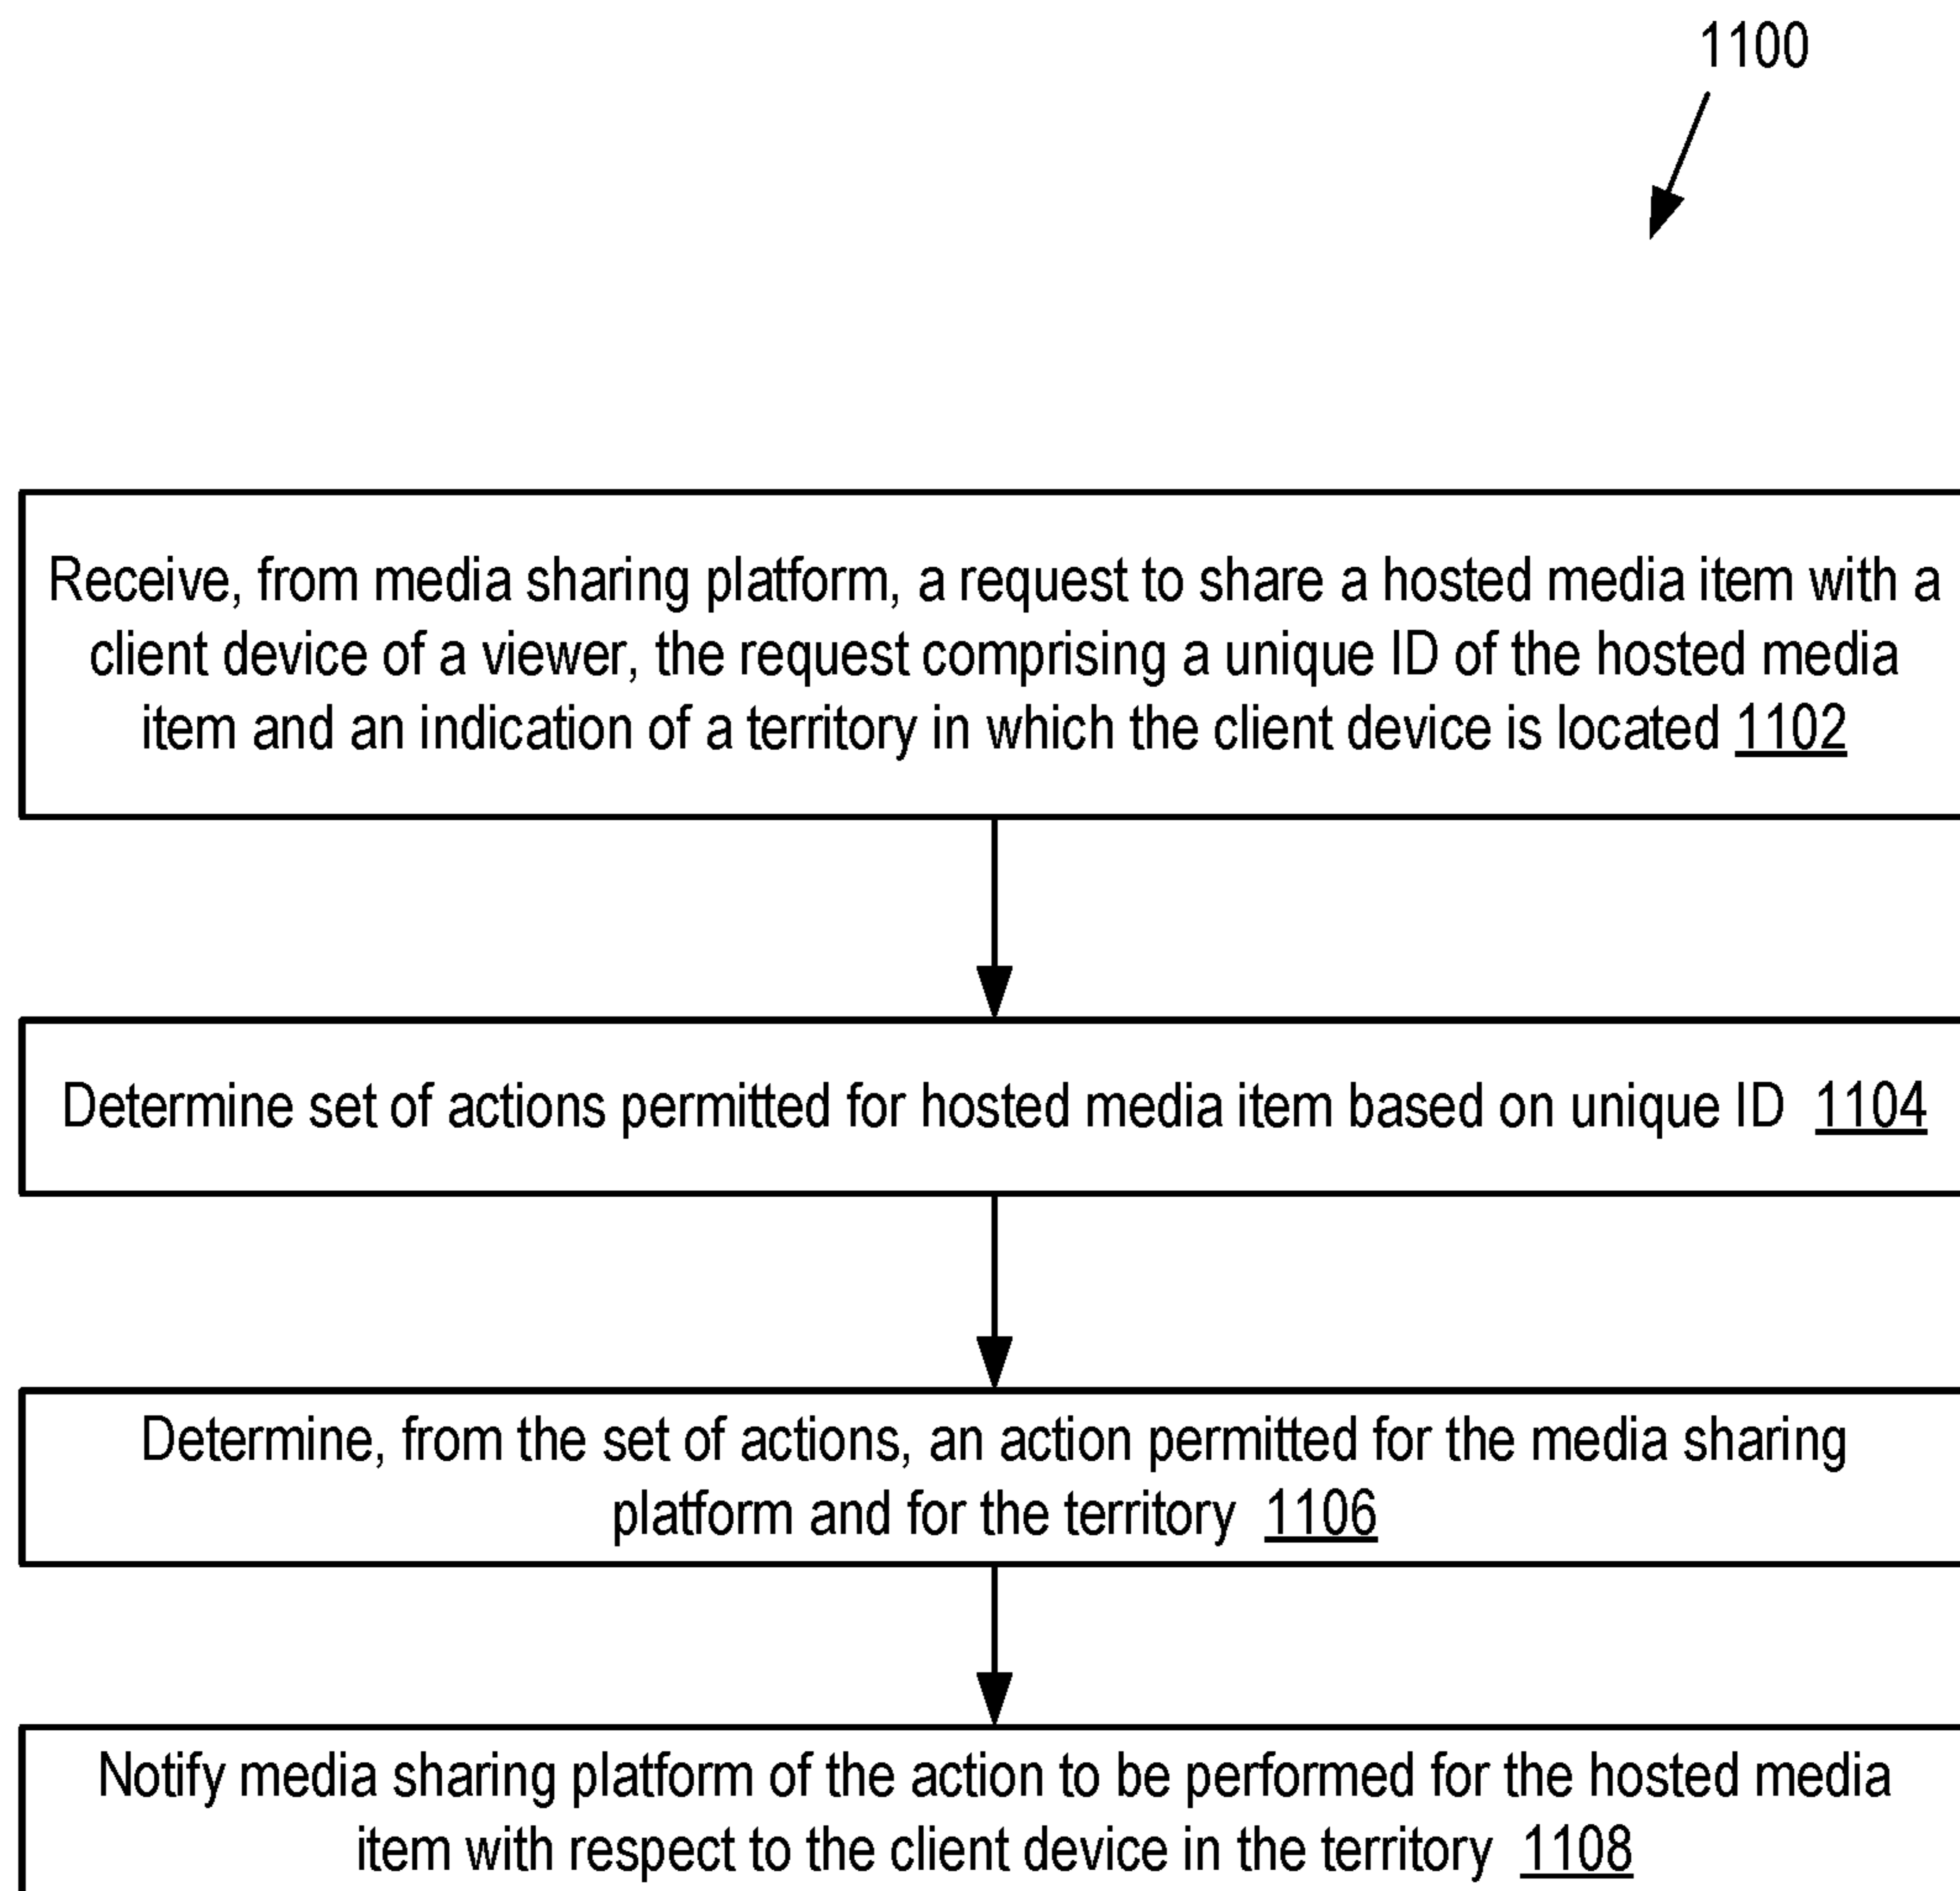 1100
Receive, from media sharing platform, a request to share a hosted media item with a
client device of a viewer, the request comprising a unique ID of the hosted media
item and an indication of a territory in which the client device is located 1102
Determine set of actions permitted for hosted media item based on unique ID 1104
Determine, from the set of actions, an action permitted for the media sharing
platform and for the territory 1106
Notify media sharing platform of the action to be performed for the hosted media
item with respect to the client device in the territory 1108